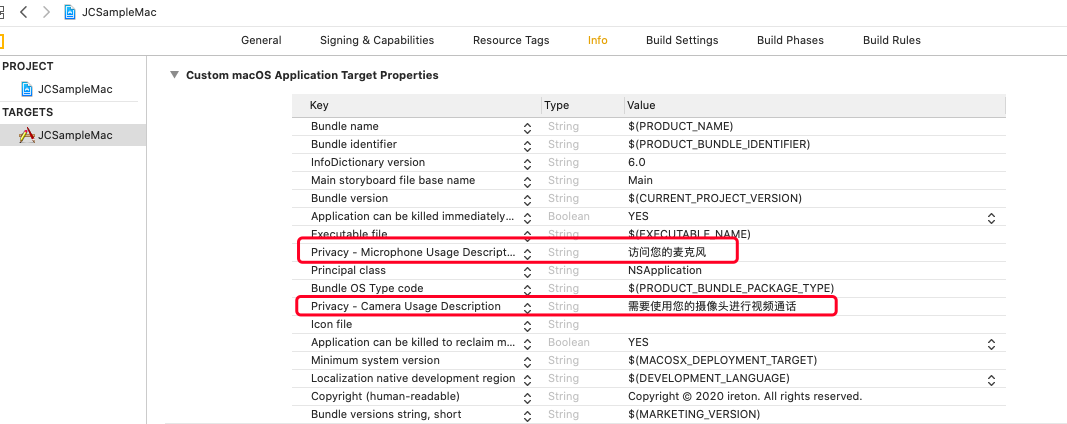 JCSampleMac
General Signing & Capabilities Resource Tags Info Build Settings Build Phases Build Rules
PROJECT
JCSampleMac
TARGETS
JCSampleMac
Custom macOS Application Target Properties
Key Type Value
Bundle name String $(PRODUCT_NAME)
Bundle identifier String $(PRODUCT_BUNDLE_IDENTIFIER)
InfoDictionary version String 6.0
Main storyboard file base name String Main
Bundle version String $(CURRENT_PROJECT_VERSION)
Application can be killed immediately... Boolean YES
Executable file String $(EXECUTABLE_NAME)
Privacy - Microphone Usage Descript... String 访问您的麦克风
Principal class String NSApplication
Bundle OS Type code String $(PRODUCT_BUNDLE_PACKAGE_TYPE)
Privacy - Camera Usage Description String 需要使用您的摄像头进行视频通话
Icon file String
Application can be killed to reclaim m... Boolean YES
Minimum system version String $(MACOSX_DEPLOYMENT_TARGET)
Localization native development region String $(DEVELOPMENT_LANGUAGE)
Copyright (human-readable) String Copyright © 2020 ireton. All rights reserved.
Bundle versions string, short String $(MARKETING_VERSION)